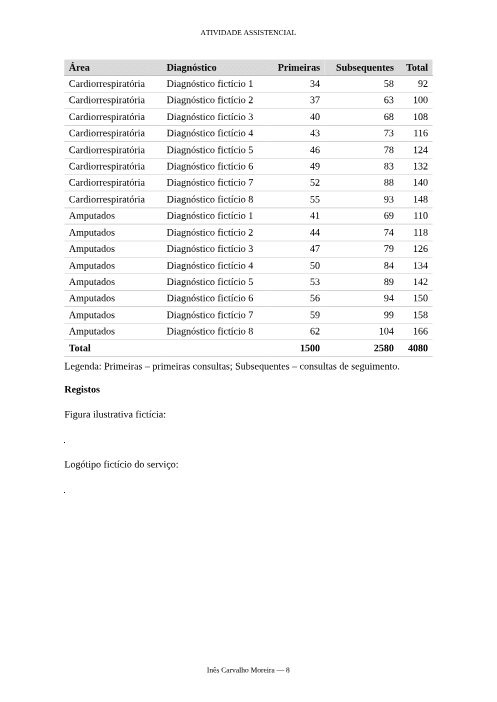 ATIVIDADE ASSISTENCIAL
Área Diagnóstico Primeiras Subsequentes Total
Cardiorrespiratória Diagnóstico fictício 1 34 58 92
Cardiorrespiratória Diagnóstico fictício 2 37 63 100
Cardiorrespiratória Diagnóstico fictício 3 40 68 108
Cardiorrespiratória Diagnóstico fictício 4 43 73 116
Cardiorrespiratória Diagnóstico fictício 5 46 78 124
Cardiorrespiratória Diagnóstico fictício 6 49 83 132
Cardiorrespiratória Diagnóstico fictício 7 52 88 140
Cardiorrespiratória Diagnóstico fictício 8 55 93 148
Amputados Diagnóstico fictício 1 41 69 110
Amputados Diagnóstico fictício 2 44 74 118
Amputados Diagnóstico fictício 3 47 79 126
Amputados Diagnóstico fictício 4 50 84 134
Amputados Diagnóstico fictício 5 53 89 142
Amputados Diagnóstico fictício 6 56 94 150
Amputados Diagnóstico fictício 7 59 99 158
Amputados Diagnóstico fictício 8 62 104 166
Total 1500 2580 4080
Legenda: Primeiras – primeiras consultas; Subsequentes – consultas de seguimento.
Registos
Figura ilustrativa fictícia:
.
Logótipo fictício do serviço:
.
Inês Carvalho Moreira — 8